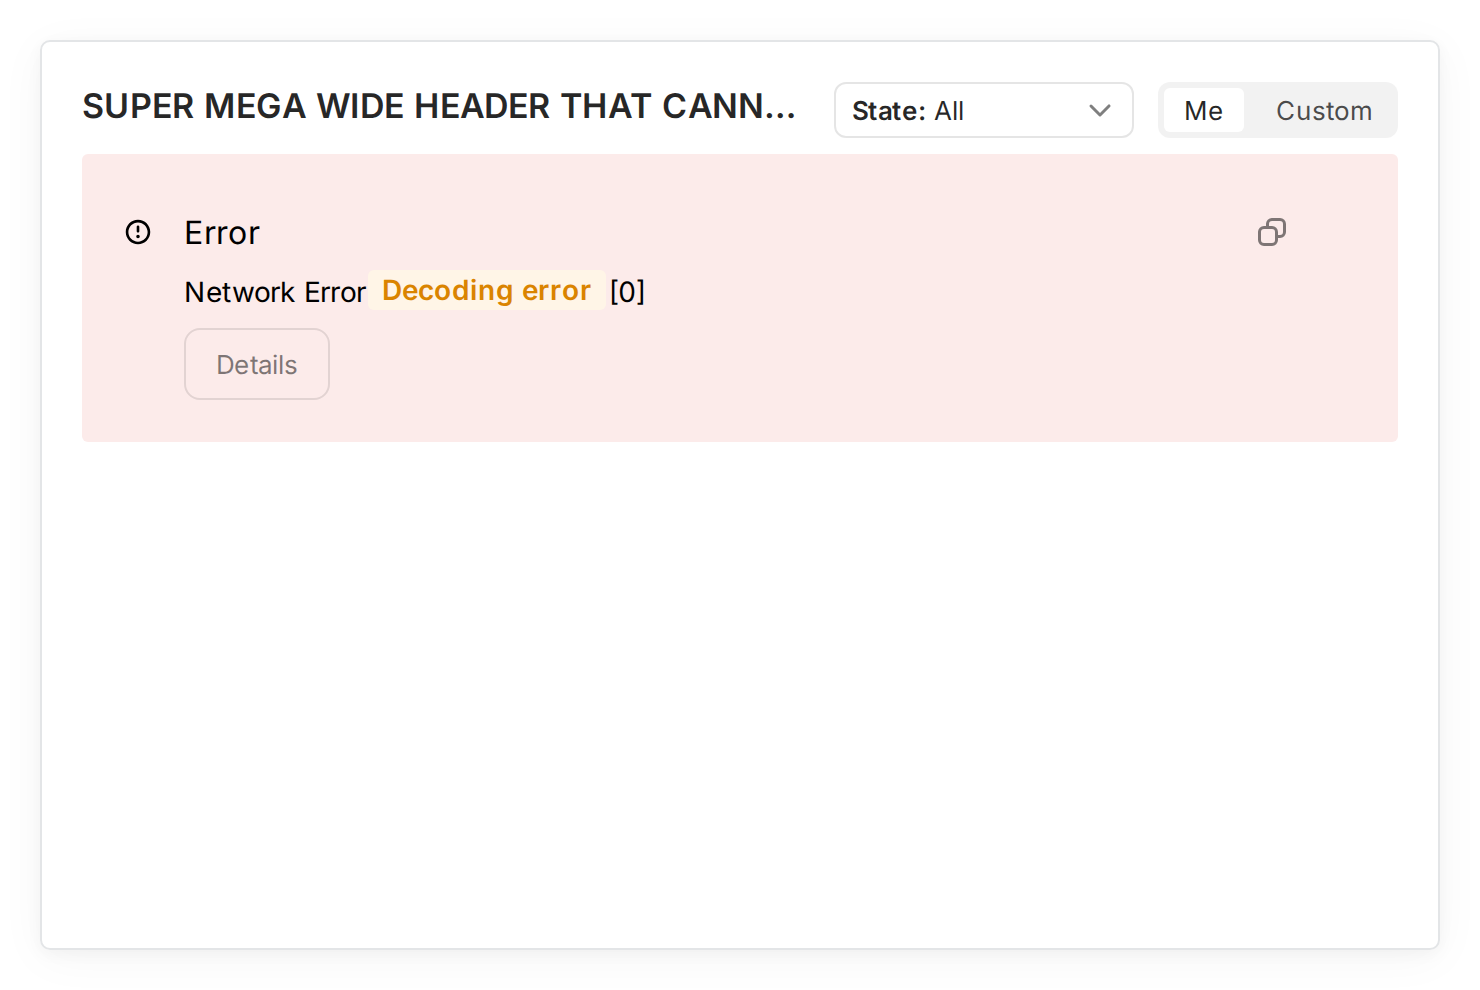 SUPER MEGA WIDE HEADER THAT CANN... State: All Me Custom
Error
Network Error Decoding error [0]
Details